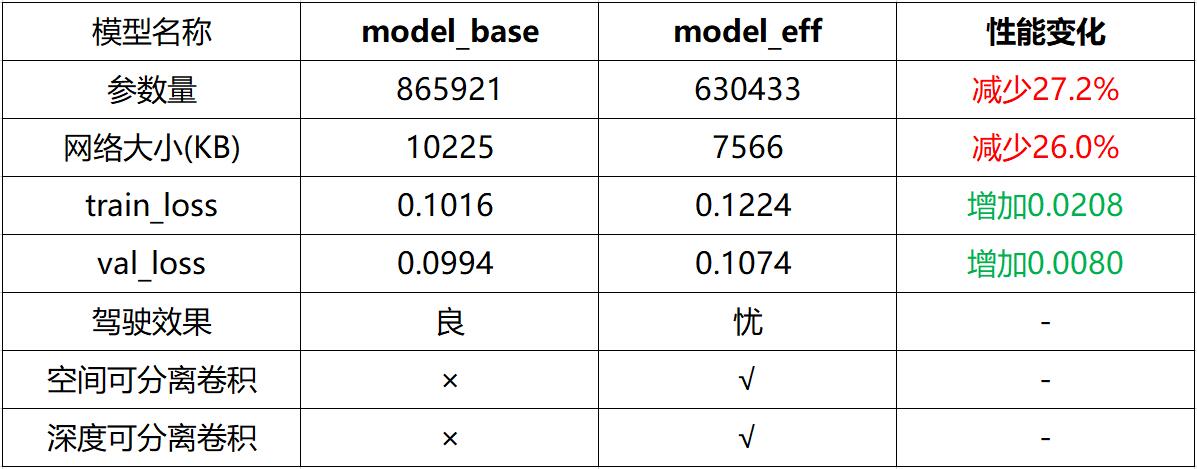 模型名称 model_base model_eff 性能变化
参数量 865921 630433 减少27.2%
网络大小(KB) 10225 7566 减少26.0%
train_loss 0.1016 0.1224 增加0.0208
val_loss 0.0994 0.1074 增加0.0080
驾驶效果 良 忧 -
空间可分离卷积 × √ -
深度可分离卷积 × √ -